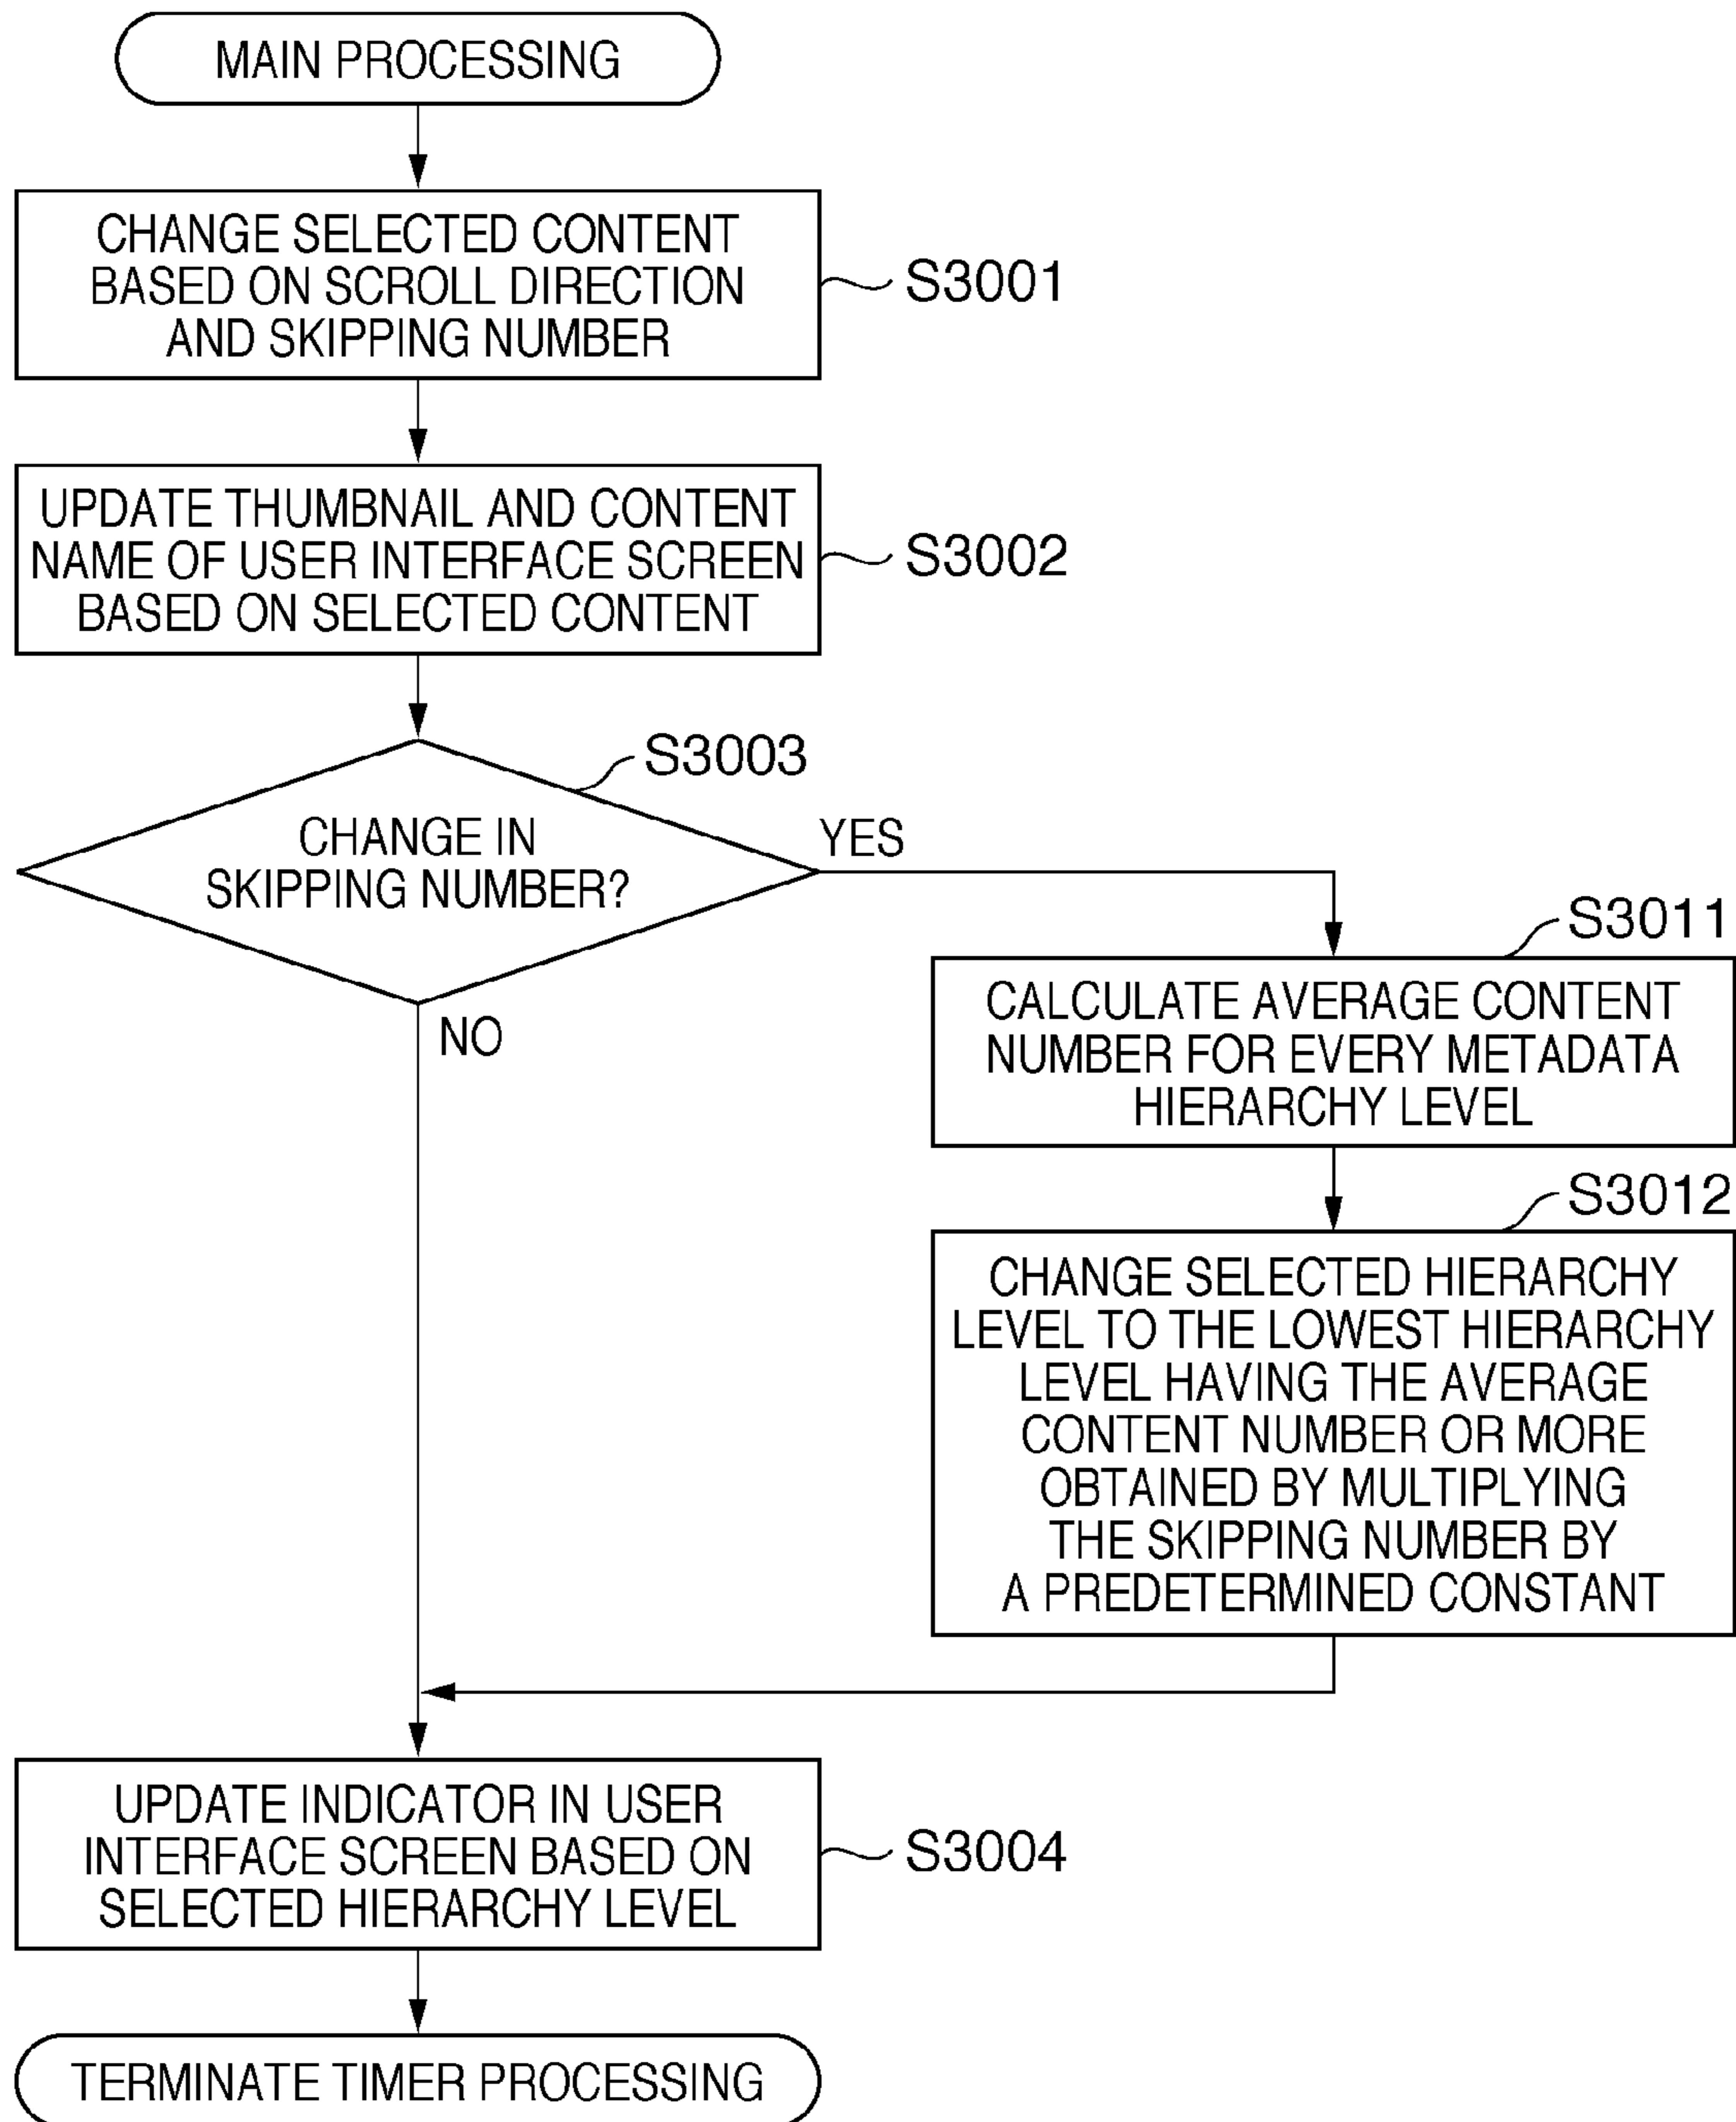 MAIN PROCESSING
CHANGE SELECTED CONTENT
BASED ON SCROLL DIRECTION
AND SKIPPING NUMBER
S3001
UPDATE THUMBNAIL AND CONTENT
NAME OF USER INTERFACE SCREEN
BASED ON SELECTED CONTENT
S3002
S3003
CHANGE IN
SKIPPING NUMBER?
YES
NO
S3011
CALCULATE AVERAGE CONTENT
NUMBER FOR EVERY METADATA
HIERARCHY LEVEL
S3012
CHANGE SELECTED HIERARCHY
LEVEL TO THE LOWEST HIERARCHY
LEVEL HAVING THE AVERAGE
CONTENT NUMBER OR MORE
OBTAINED BY MULTIPLYING
THE SKIPPING NUMBER BY
A PREDETERMINED CONSTANT
UPDATE INDICATOR IN USER
INTERFACE SCREEN BASED ON
SELECTED HIERARCHY LEVEL
S3004
TERMINATE TIMER PROCESSING